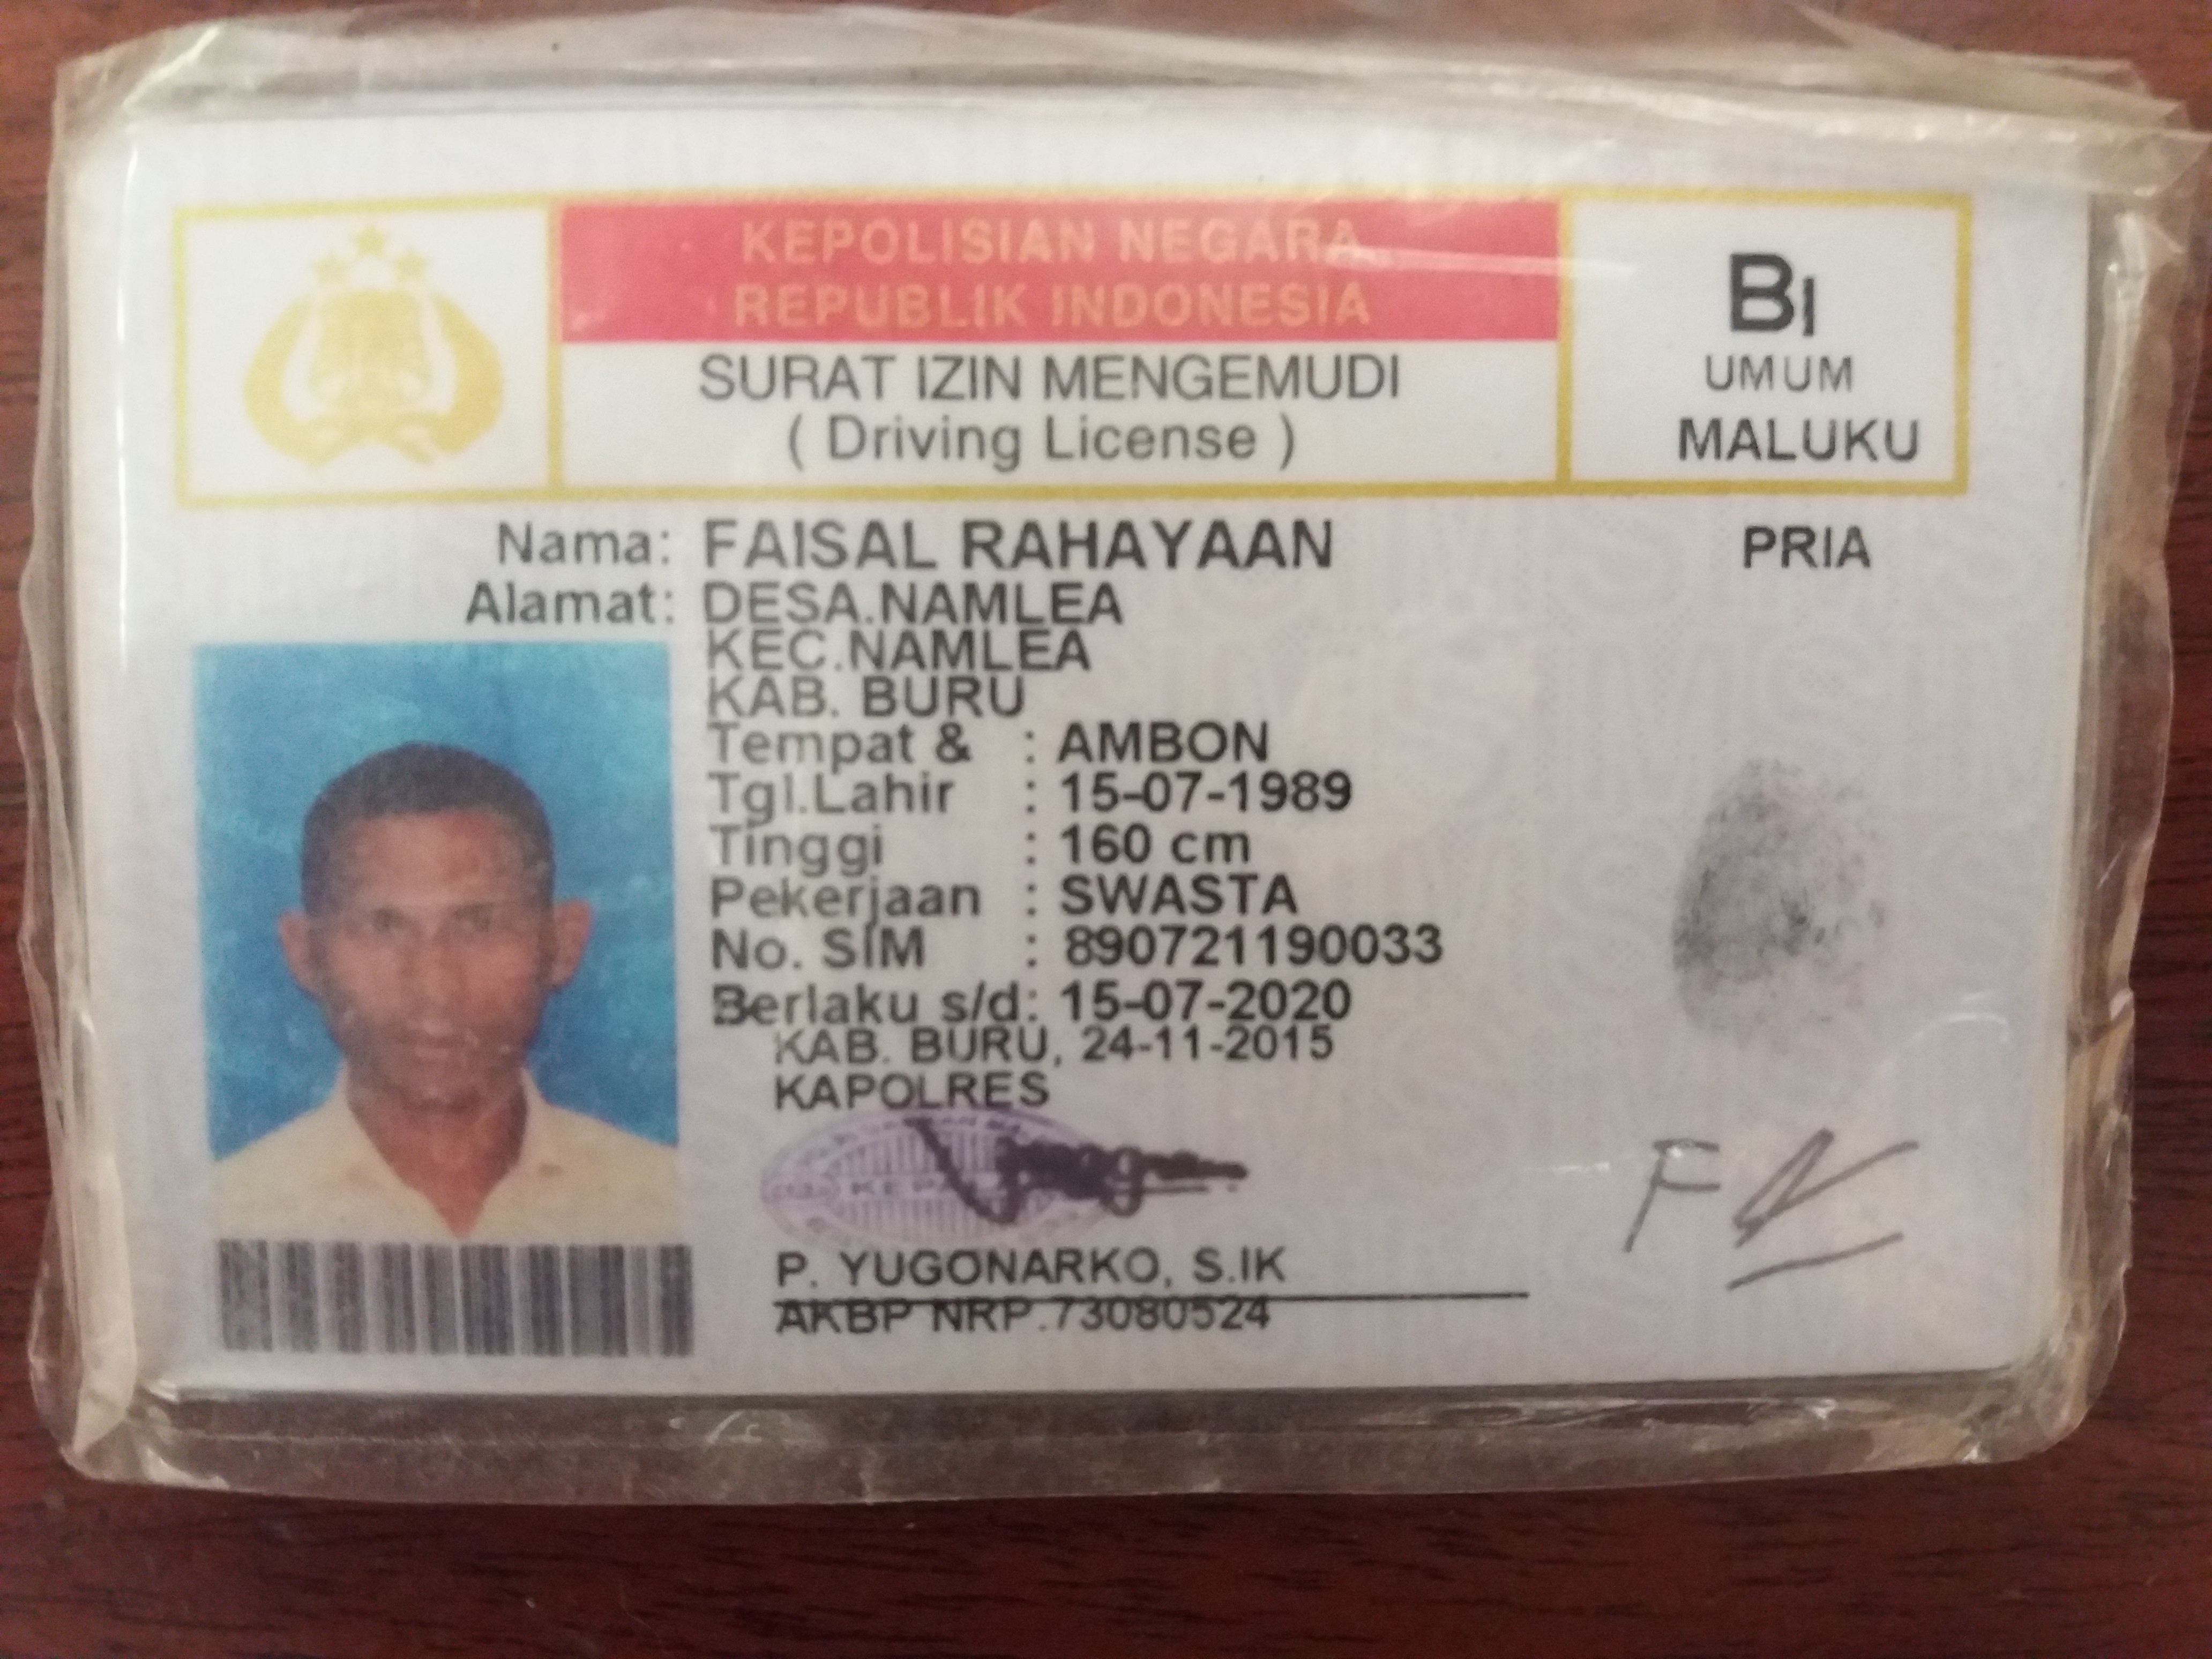 KEPOLISIAN NEGARA
REPUBLIK INDONESIA
SURAT IZIN MENGEMUDI
( Driving License )
BI
UMUM
MALUKU
Nama: FAISAL RAHAYAAN PRIA
Alamat: DESA.NAMLEA
KEC.NAMLEA
KAB. BURU
Tempat & : AMBON
Tgl.Lahir : 15-07-1989
Tinggi : 160 cm
Pekerjaan : SWASTA
No. SIM : 890721190033
Berlaku s/d: 15-07-2020
KAB. BURU, 24-11-2015
KAPOLRES
P. YUGONARKO, S.IK
AKBP NRP.73080524